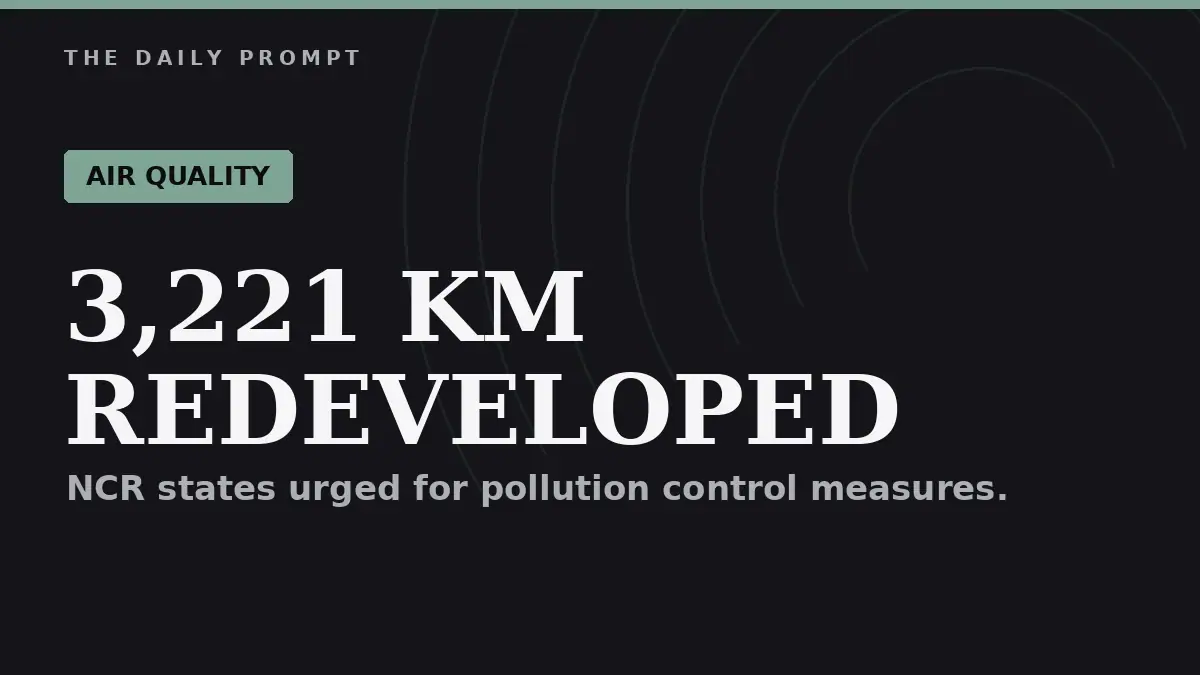 THE DAILY PROMPT
AIR QUALITY
3,221 KM
REDEVELOPED
NCR states urged for pollution control measures.